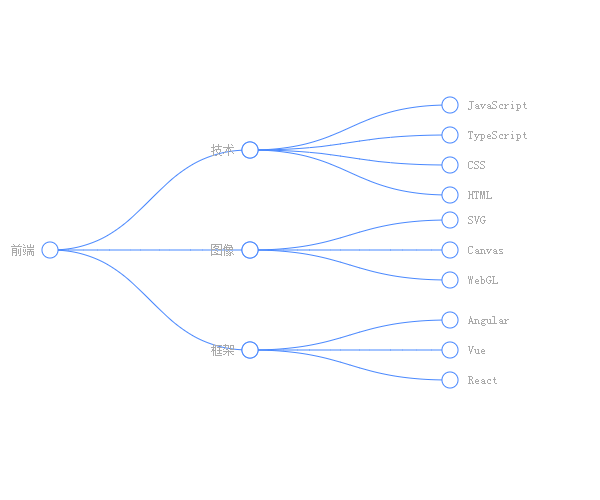 前端
技术
JavaScript
TypeScript
CSS
HTML
图像
SVG
Canvas
WebGL
框架
Angular
Vue
React